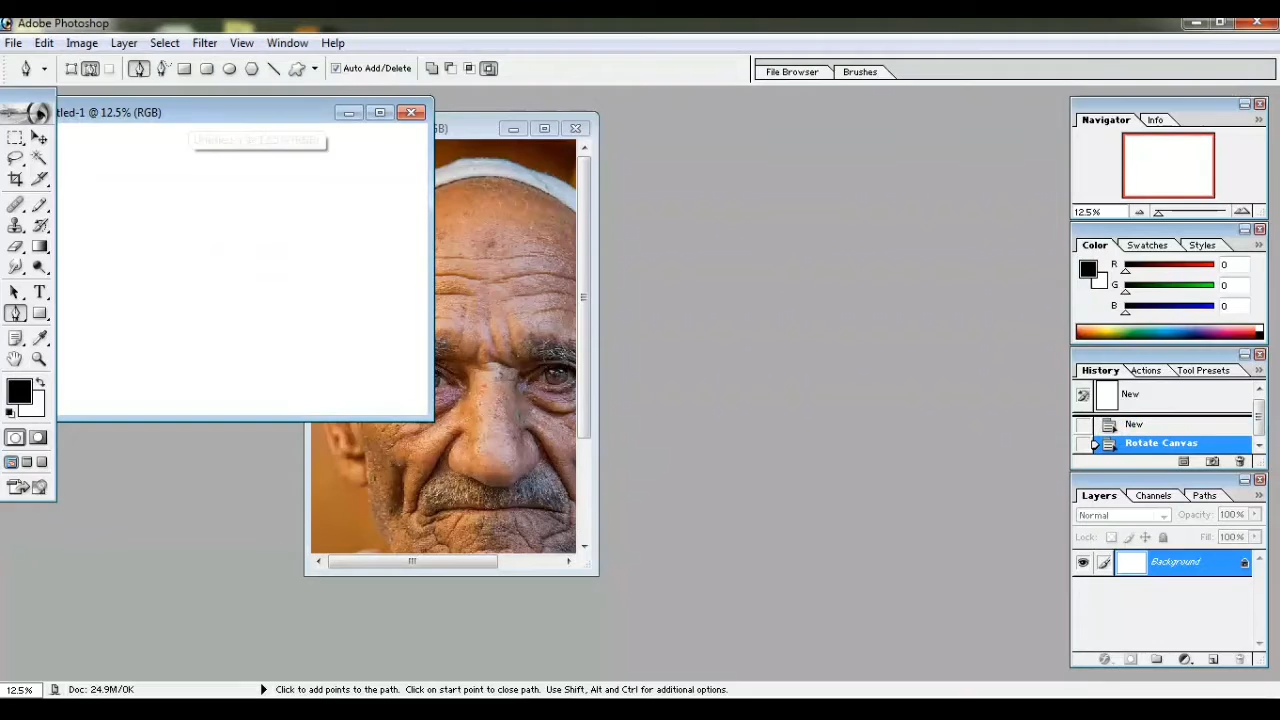 Adobe Photoshop
File Edit Image Layer Select Filter View Window Help
Auto Add/Delete
File Browser Brushes
tled-1 @ 12.5% (RGB)
GB)
Navigator Info
12.5%
Color Swatches Styles
R 0
G 0
B 0
History Actions Tool Presets
New
New
Rotate Canvas
Layers Channels Paths
Normal Opacity: 100%
Lock: Fill: 100%
Background
T
12.5% Doc: 24.9M/0K Click to add points to the path. Click on start point to close path. Use Shift, Alt and Ctrl for additional options.